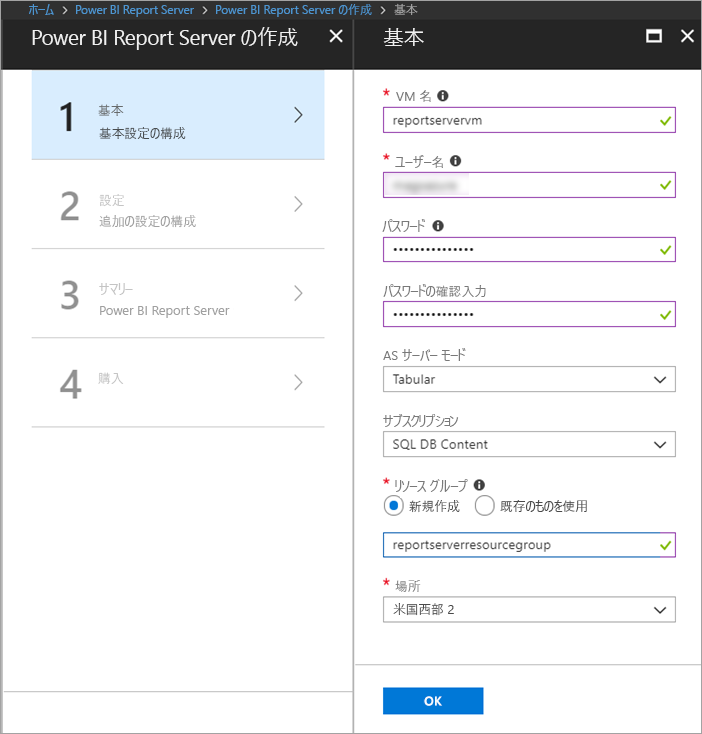 ホーム > Power BI Report Server > Power BI Report Server の作成 > 基本
Power BI Report Server の作成
1
基本
基本設定の構成
2
設定
追加の設定の構成
3
サマリー
Power BI Report Server
4
購入
基本
* VM 名
reportservervm
* ユーザー名
パスワード
•••••••••••••••
パスワードの確認入力
•••••••••••••••
AS サーバー モード
Tabular
サブスクリプション
SQL DB Content
* リソース グループ
新規作成 既存のものを使用
reportserverresourcegroup
* 場所
米国西部 2
OK